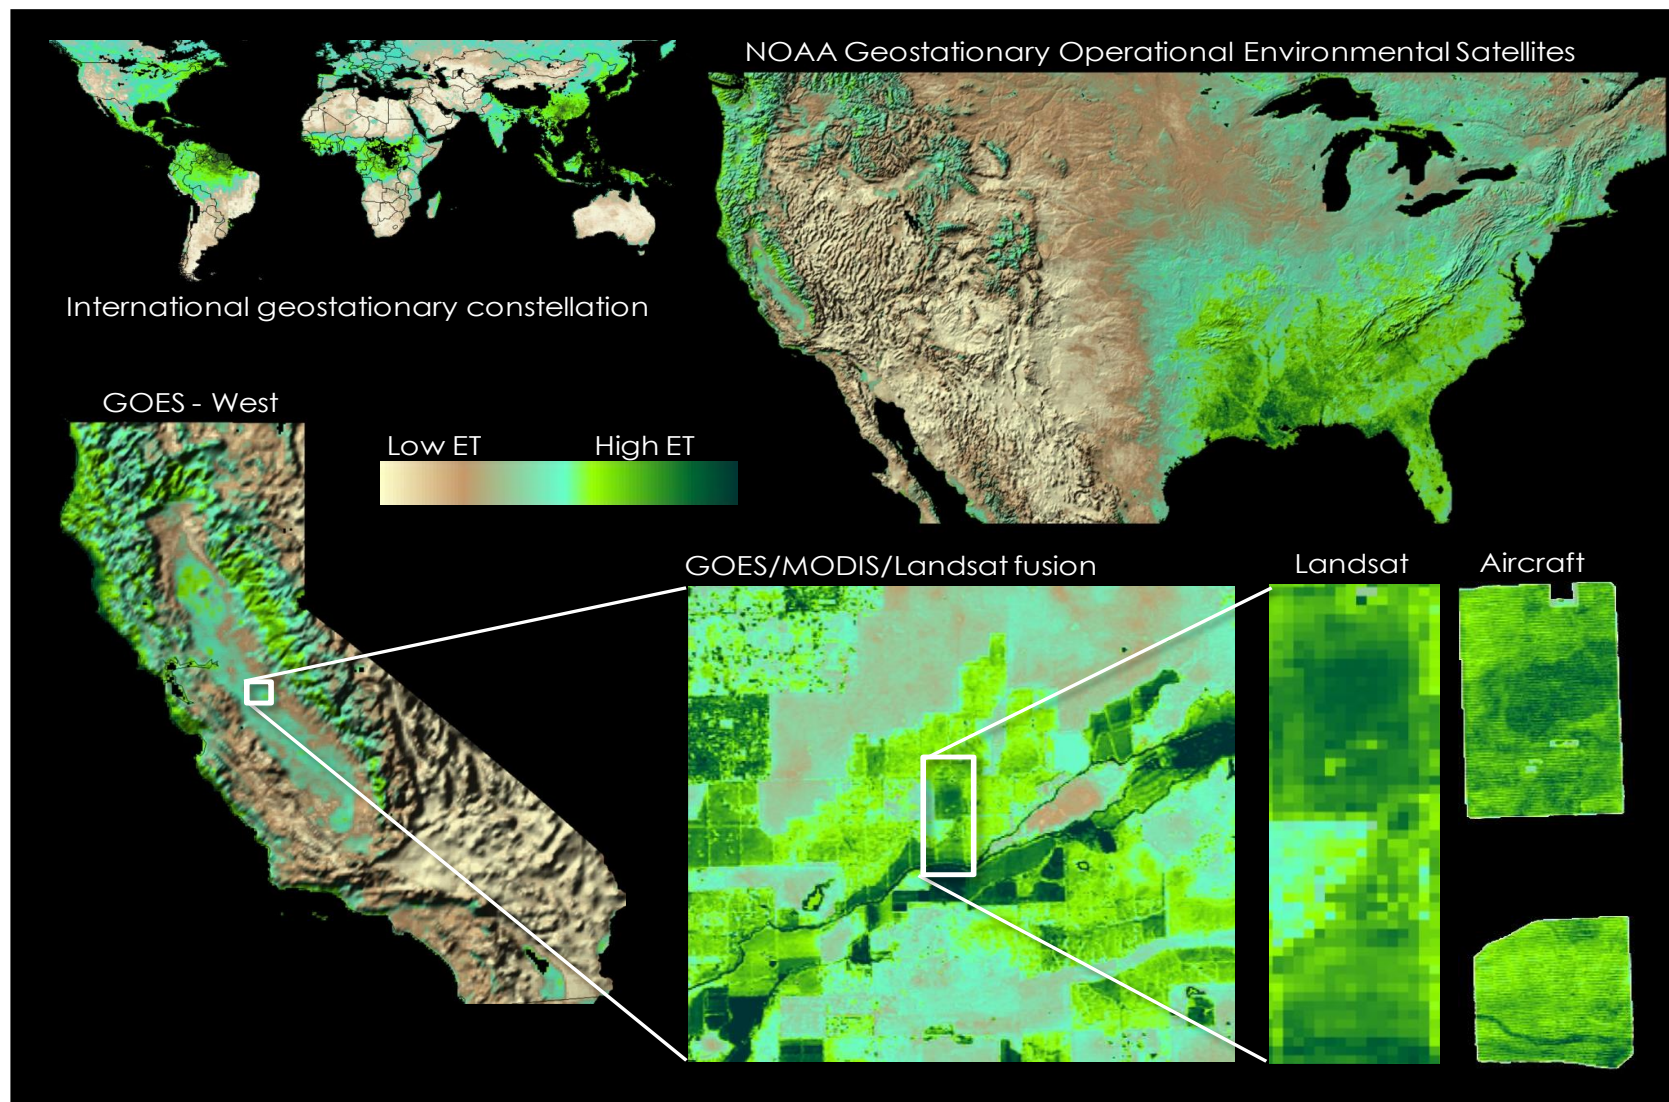 NOAA Geostationary Operational Environmental Satellites
International geostationary constellation
GOES - West
Low ET
High ET
GOES/MODIS/Landsat fusion
Landsat
Aircraft